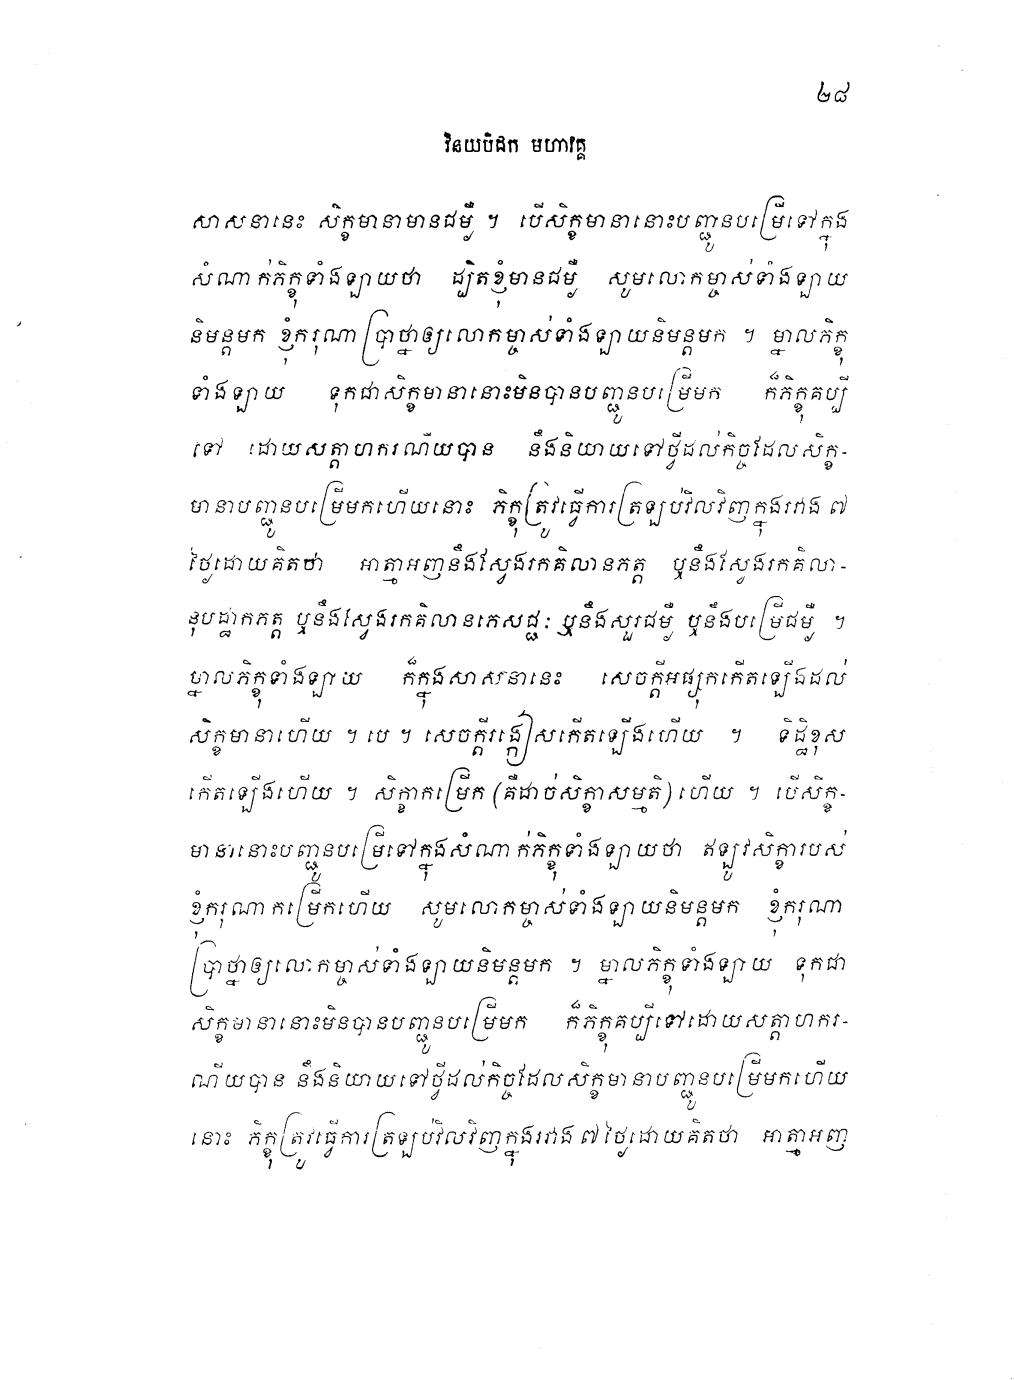 ២៨
វិនយបិដក មហាវគ្គ
សាសនានេះ សិក្ខមានាមានជម្ងឺ ។ បើសិក្ខមានានោះបញ្ជូនបម្រើទៅក្នុង
សំណាក់ភិក្ខុទាំងឡាយថា ដ្បិតខ្ញុំមានជម្ងឺ សូមលោកម្ចាស់ទាំងឡាយ
និមន្តមក ខ្ញុំករុណាប្រាថ្នាឲ្យលោកម្ចាស់ទាំងឡាយនិមន្តមក ។ ម្នាលភិក្ខុ
ទាំងឡាយ ទុកជាសិក្ខមានានោះមិនបានបញ្ជូនបម្រើមក ក៏ភិក្ខុគប្បី
ទៅ ដោយសត្តាហករណីយបាន នឹងនិយាយទៅថ្វីដល់កិច្ចដែលសិក្ខ-
មានាបញ្ជូនបម្រើមកហើយនោះ ភិក្ខុត្រូវធ្វើការត្រឡប់វិលវិញក្នុងរវាង ៧
ថ្ងៃដោយគិតថា អាត្មាអញនឹងស្វែងរកគិលានភត្ត ឬនឹងស្វែងរកគិលា-
នុបដ្ឋាកភត្ត ឬនឹងស្វែងរកគិលានភេសជ្ជៈ ឬនឹងសួរជម្ងឺ ឬនឹងបម្រើជម្ងឺ ។
ម្នាលភិក្ខុទាំងឡាយ ក៏ក្នុងសាសនានេះ សេចក្តីអផ្សុកកើតឡើងដល់
សិក្ខមានាហើយ ។ បេ ។ សេចក្តីរង្កៀសកើតឡើងហើយ ។ ទិដ្ឋិខុស
កើតឡើងហើយ ។ សិក្ខាកម្រើក (គឺដាច់សិក្ខាសម្មតិ) ហើយ ។ បើសិក្ខ-
មានានោះបញ្ជូនបម្រើទៅក្នុងសំណាក់ភិក្ខុទាំងឡាយថា ឥឡូវសិក្ខារបស់
ខ្ញុំករុណាកម្រើកហើយ សូមលោកម្ចាស់ទាំងឡាយនិមន្តមក ខ្ញុំករុណា
ប្រាថ្នាឲ្យលោកម្ចាស់ទាំងឡាយនិមន្តមក ។ ម្នាលភិក្ខុទាំងឡាយ ទុកជា
សិក្ខមានានោះមិនបានបញ្ជូនបម្រើមក ក៏ភិក្ខុគប្បីទៅដោយសត្តាហករ-
ណីយបាន នឹងនិយាយទៅថ្វីដល់កិច្ចដែលសិក្ខមានាបញ្ជូនបម្រើមកហើយ
នោះ ភិក្ខុត្រូវធ្វើការត្រឡប់វិលវិញក្នុងរវាង ៧ ថ្ងៃដោយគិតថា អាត្មាអញ